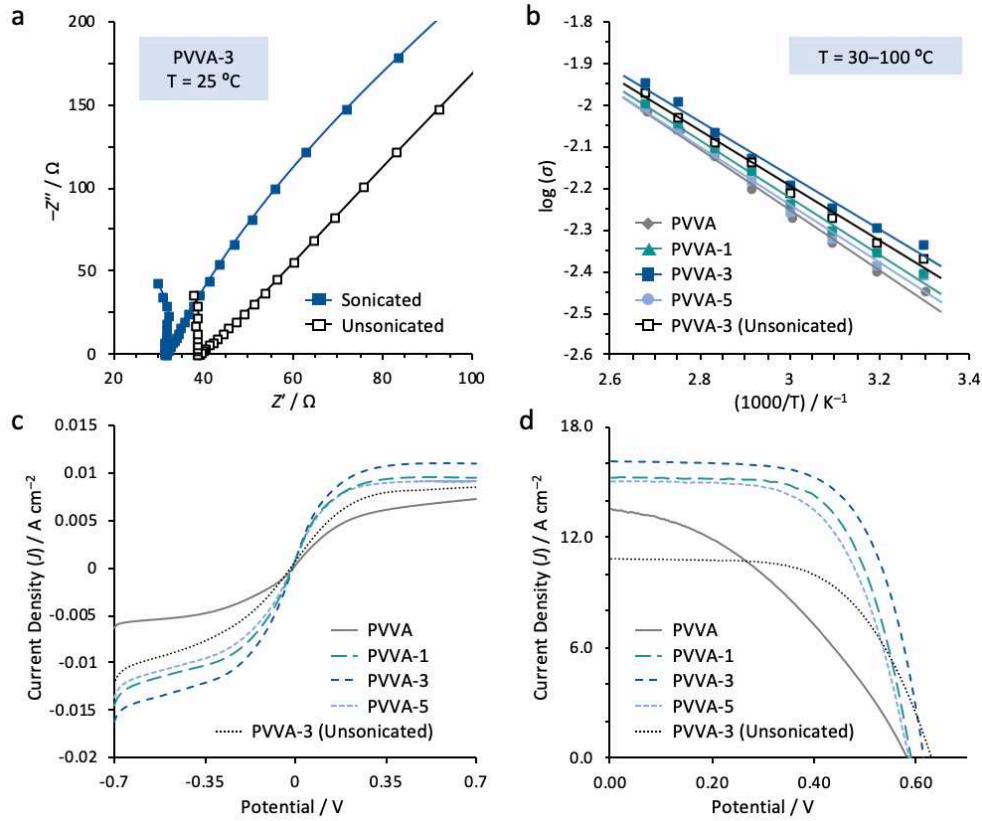 a
200
150
100
50
0
–Z″ / Ω
PVVA-3
T = 25 ⁰C
Sonicated
Unsonicated
20
40
60
80
100
Z′ / Ω
b
-1.8
-1.9
-2
-2.1
-2.2
-2.3
-2.4
-2.5
-2.6
log (σ)
T = 30–100 ⁰C
PVVA
PVVA-1
PVVA-3
PVVA-5
PVVA-3 (Unsonicated)
2.6
2.8
3
3.2
3.4
(1000/T) / K⁻¹
c
0.015
0.01
0.005
0
-0.005
-0.01
-0.015
-0.02
Current Density (J) / A cm⁻²
PVVA
PVVA-1
PVVA-3
PVVA-5
PVVA-3 (Unsonicated)
-0.7
-0.35
0
0.35
0.7
Potential / V
d
18.0
12.0
6.0
0.0
Current Density (J) / A cm⁻²
PVVA
PVVA-1
PVVA-3
PVVA-5
PVVA-3 (Unsonicated)
0.00
0.20
0.40
0.60
Potential / V